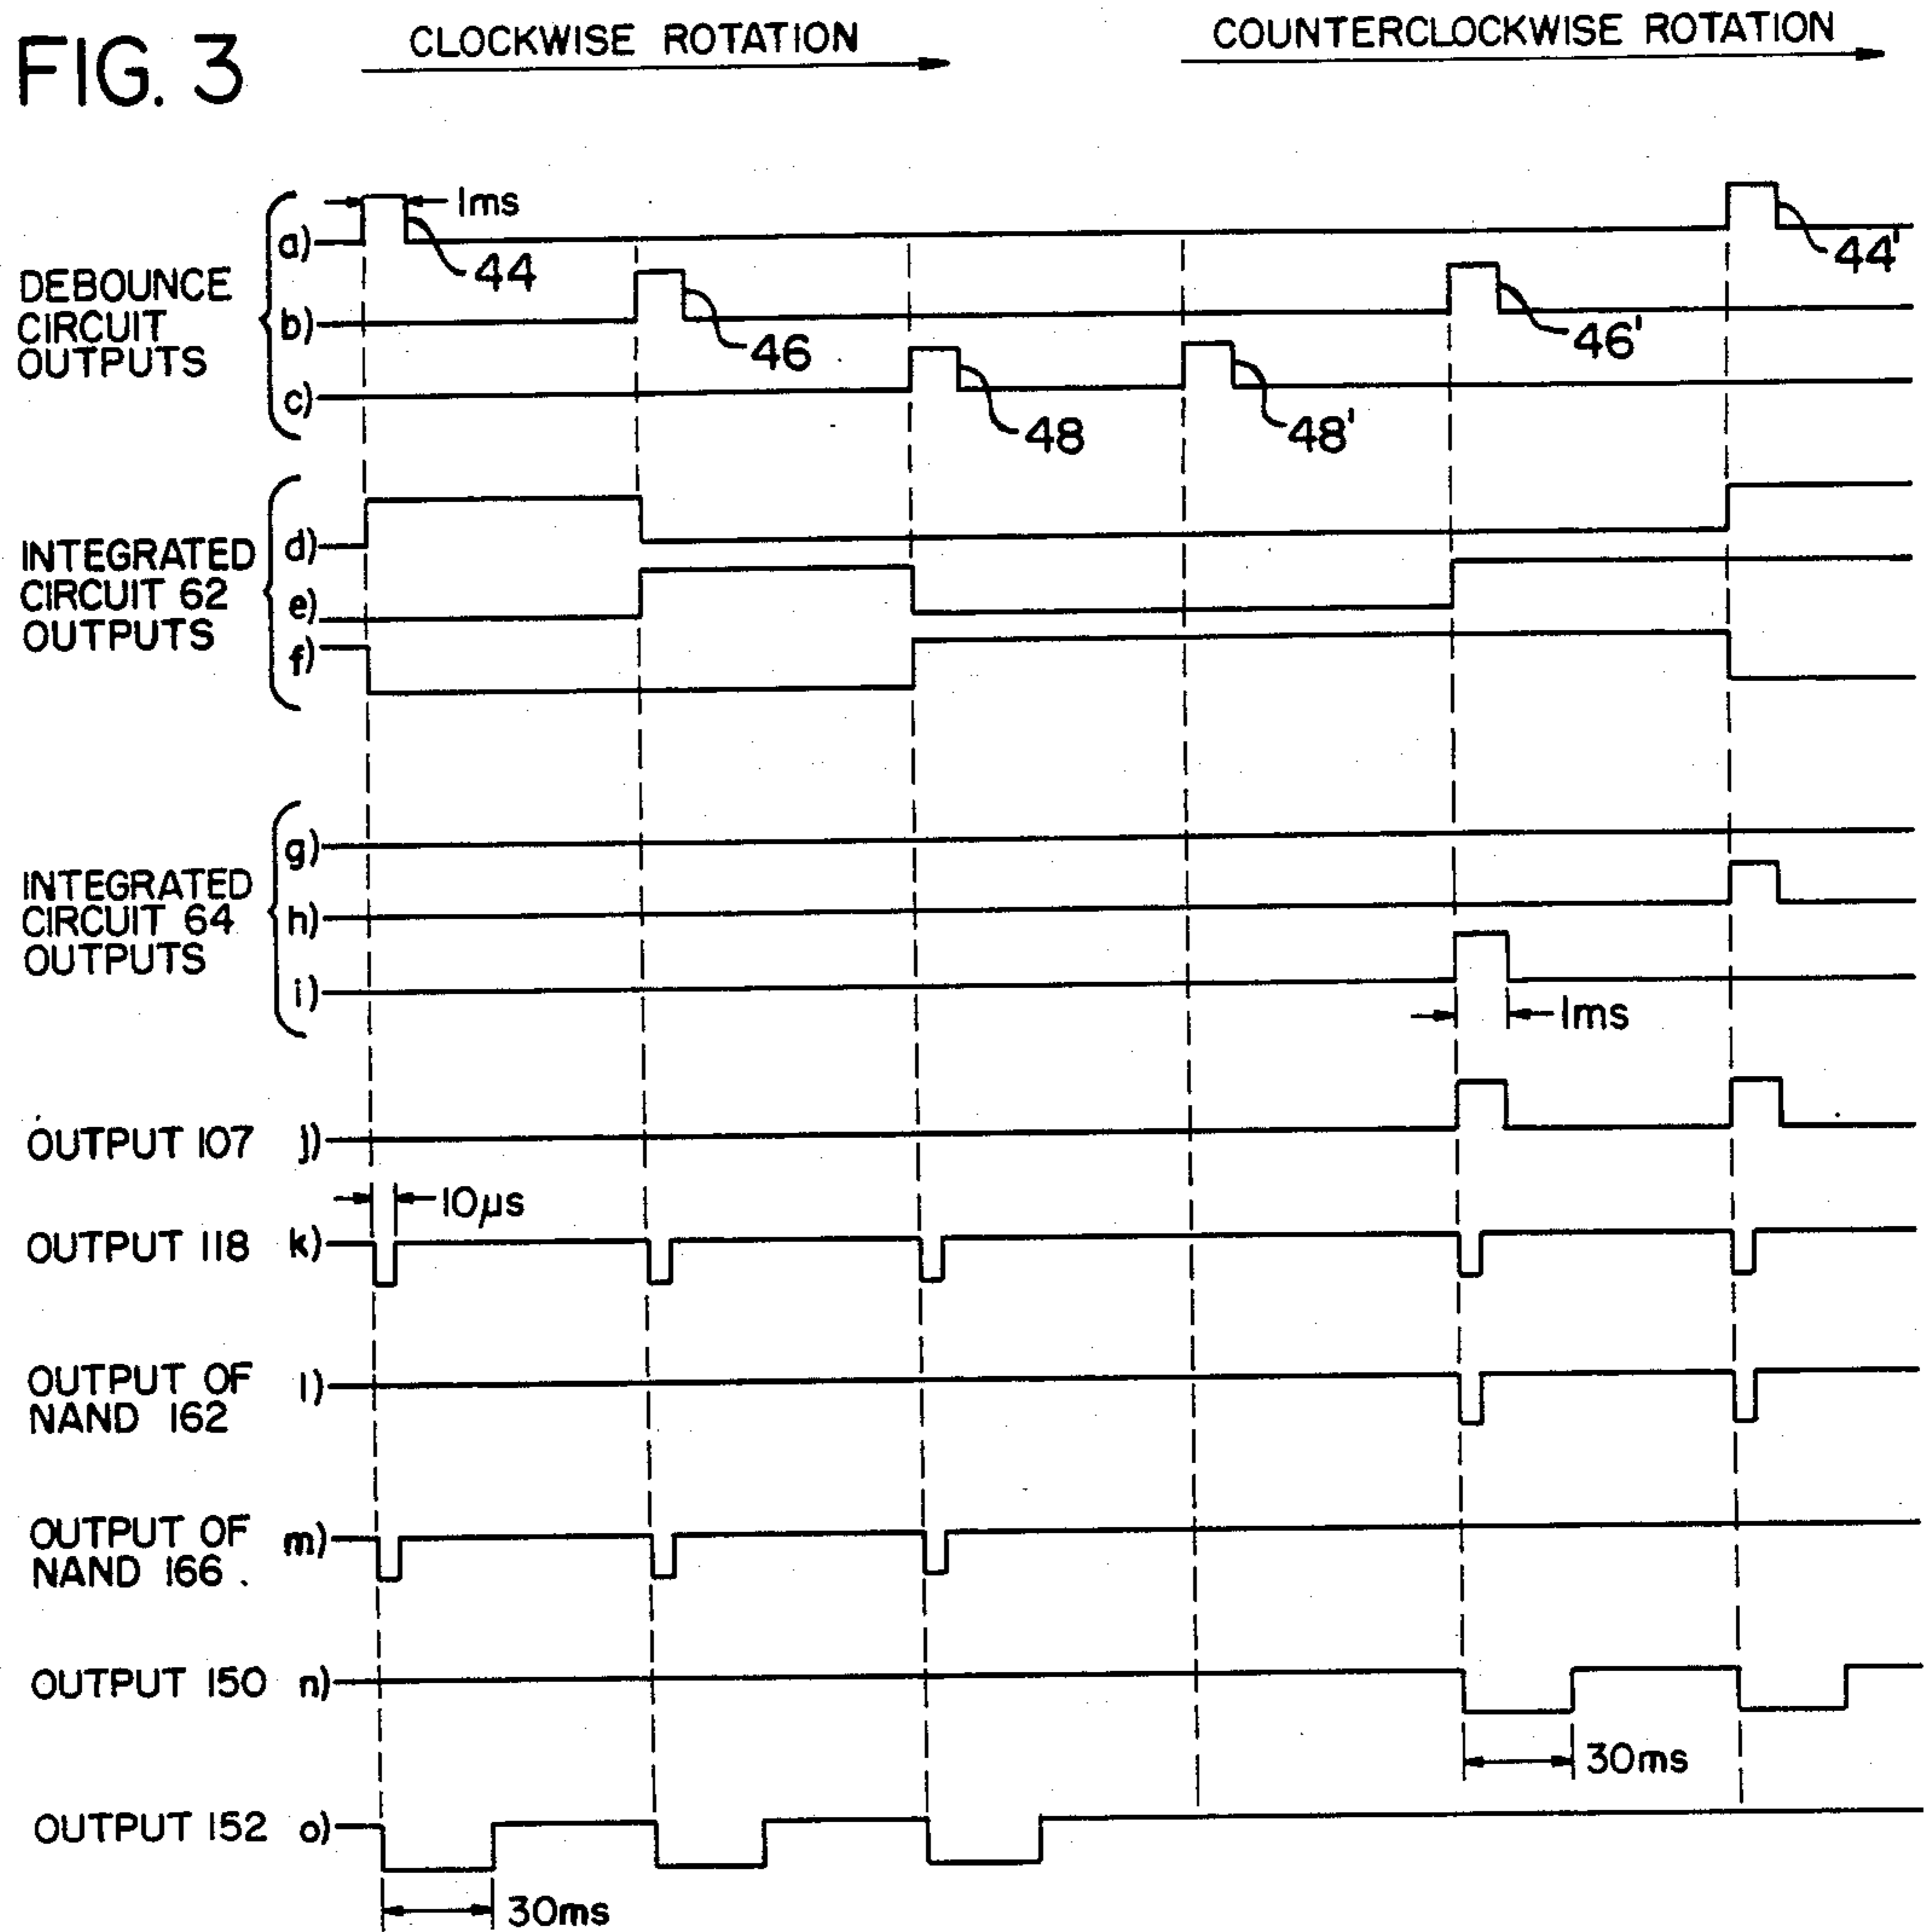 FIG. 3
CLOCKWISE ROTATION
COUNTERCLOCKWISE ROTATION
DEBOUNCE
CIRCUIT
OUTPUTS
a)
1ms
44
44'
b)
46
46'
c)
48
48'
INTEGRATED
CIRCUIT 62
OUTPUTS
d)
e)
f)
INTEGRATED
CIRCUIT 64
OUTPUTS
g)
h)
i)
1ms
OUTPUT 107 j)
10µs
OUTPUT 118 k)
OUTPUT OF
NAND 162
l)
OUTPUT OF
NAND 166
m)
OUTPUT 150 n)
30ms
OUTPUT 152 o)
30ms